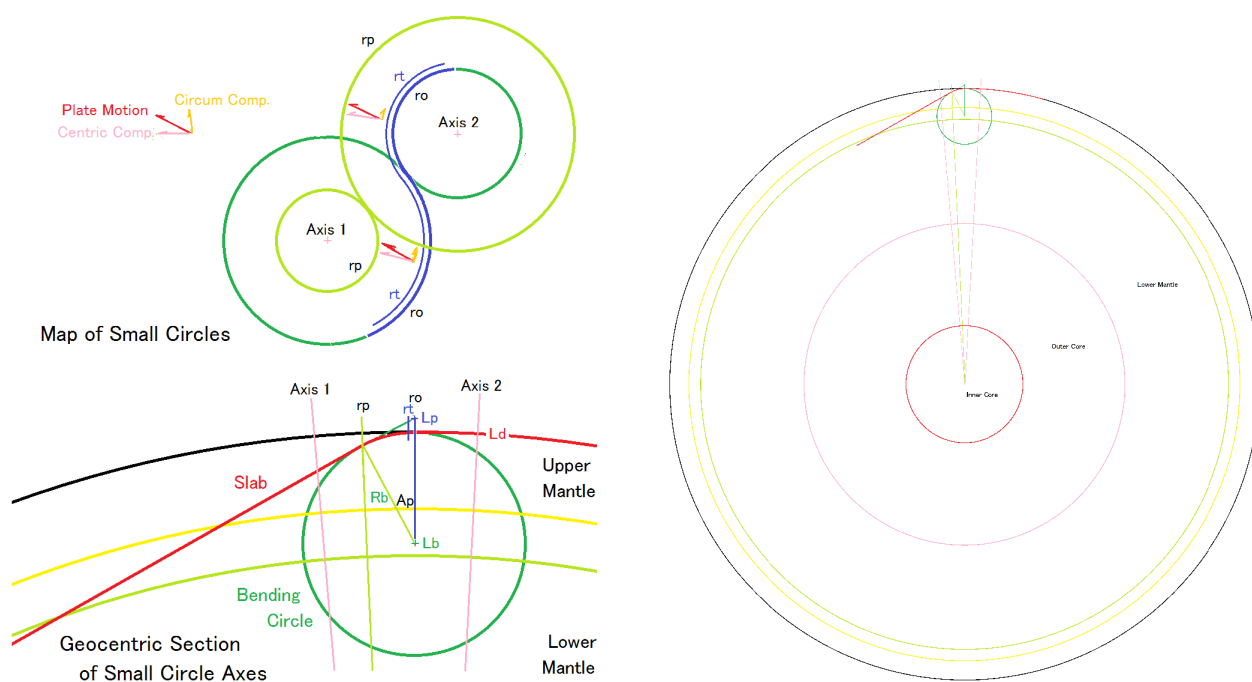 rp
rt
ro
Axis 2
Circum Comp.
Plate Motion
Centric Comp.
Axis 1
rp
rt
ro
Map of Small Circles
Axis 1
Axis 2
rp
ro
rt
Lp
Ld
Slab
Rb
Ap
Upper
Mantle
Lb
Bending
Circle
Geocentric Section
of Small Circle Axes
Lower
Mantle
Lower Mantle
Outer Core
Inner Core